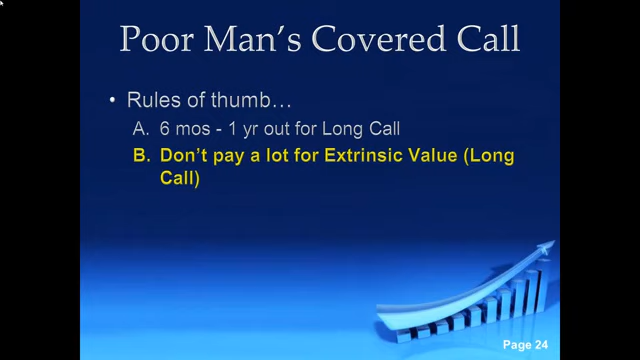 Poor Man's Covered Call
• Rules of thumb…
A. 6 mos - 1 yr out for Long Call
B. Don't pay a lot for Extrinsic Value (Long
Call)
Page 24